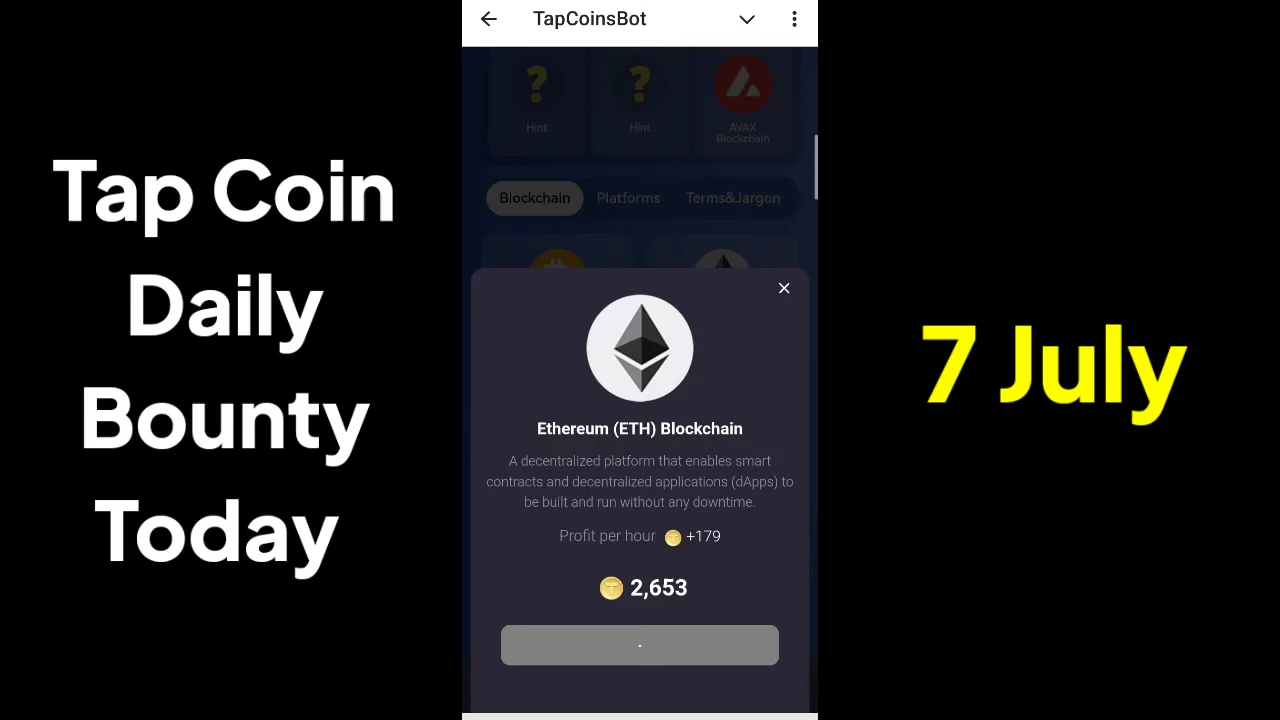 Tap Coin
Daily
Bounty
Today
TapCoinsBot
?
?
Hint
Hint
AVAX
Blockchain
Blockchain
Platforms
Terms&Jargon
Ethereum (ETH) Blockchain
A decentralized platform that enables smart
contracts and decentralized applications (dApps) to
be built and run without any downtime.
Profit per hour +179
2,653
7 July